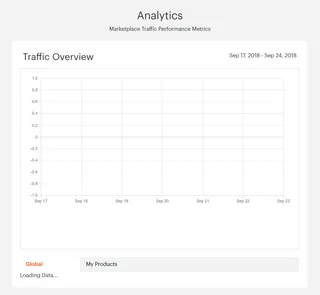 Analytics
Marketplace Traffic Performance Metrics
Traffic Overview
Sep 17, 2018 - Sep 24, 2018
1.0
0.8
0.6
0.4
0.2
0
-0.2
-0.4
-0.6
-0.8
-1.0
Sep 17 Sep 18 Sep 19 Sep 20 Sep 21 Sep 22 Sep 23
Global My Products
Loading Data...